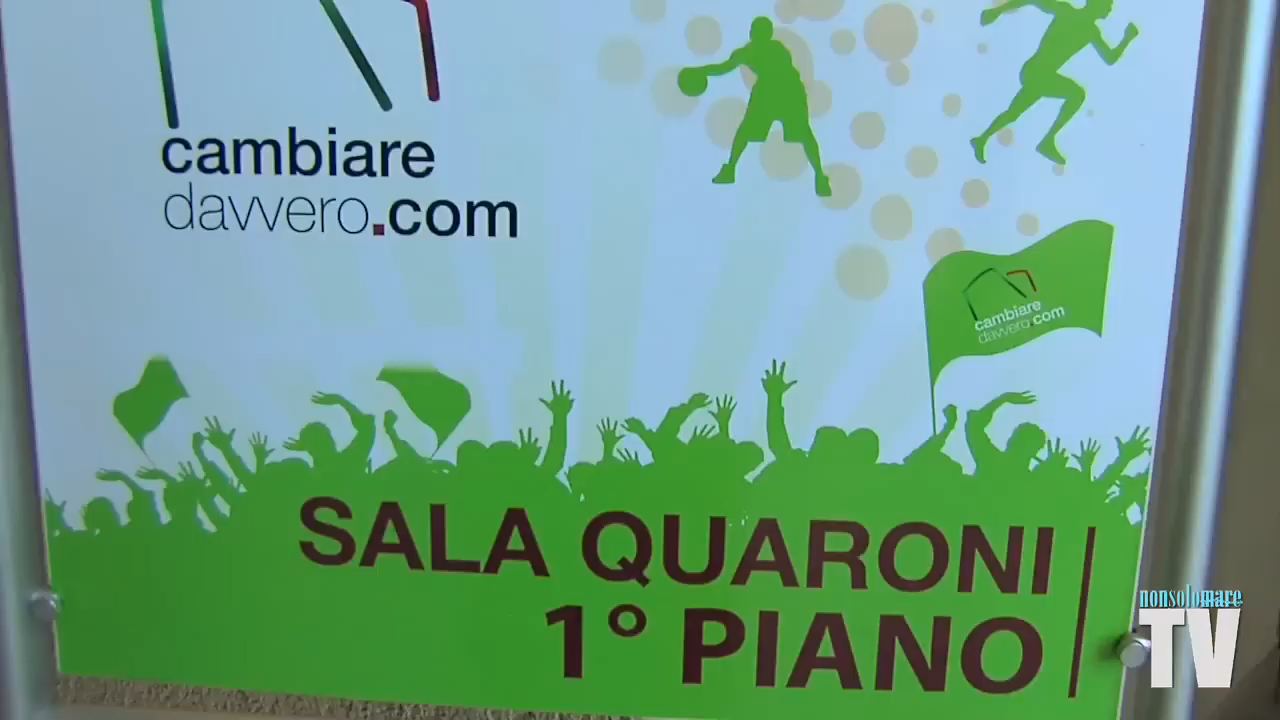 cambiare
davvero.com
cambiare
davvero.com
SALA QUARONI
1° PIANO
nonsolomare
TV